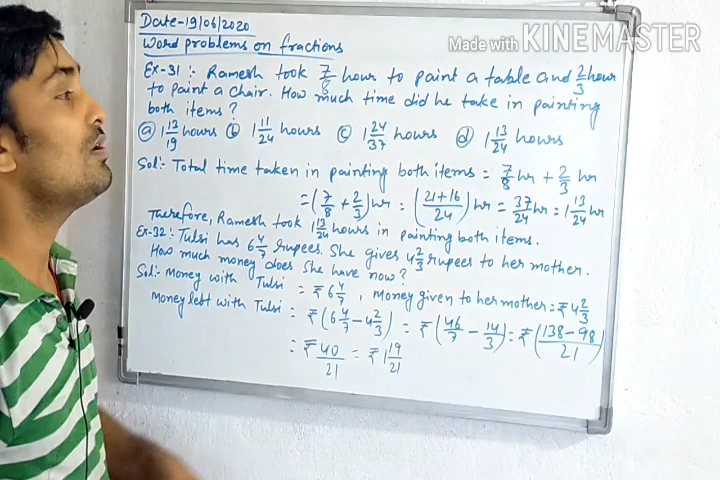 Date-19/06/2020
Made with KINEMASTER
Word problems on fractions
Ex-31 :- Ramesh took 7/8 hour to paint a table and 2/3 hour
to paint a chair. How much time did he take in painting
both items?
(a) 1 13/19 hours (b) 1 11/24 hours (c) 1 24/37 hours (d) 1 13/24 hours
Sol:- Total time taken in painting both items = 7/8 hr + 2/3 hr
= (7/8 + 2/3) hr = (21+16/24) hr = 37/24 hr = 1 13/24 hr
Therefore, Ramesh took 1 13/24 hours in painting both items.
Ex-32:- Tulsi has 6 4/7 rupees. She gives 4 2/3 rupees to her mother.
How much money does she have now?
Sol:- Money with Tulsi = ₹ 6 4/7, Money given to her mother = ₹ 4 2/3
Money left with Tulsi = ₹ (6 4/7 - 4 2/3) = ₹ (46/7 - 14/3) = ₹ (138-98/21)
= ₹ 40/21 = ₹ 1 19/21